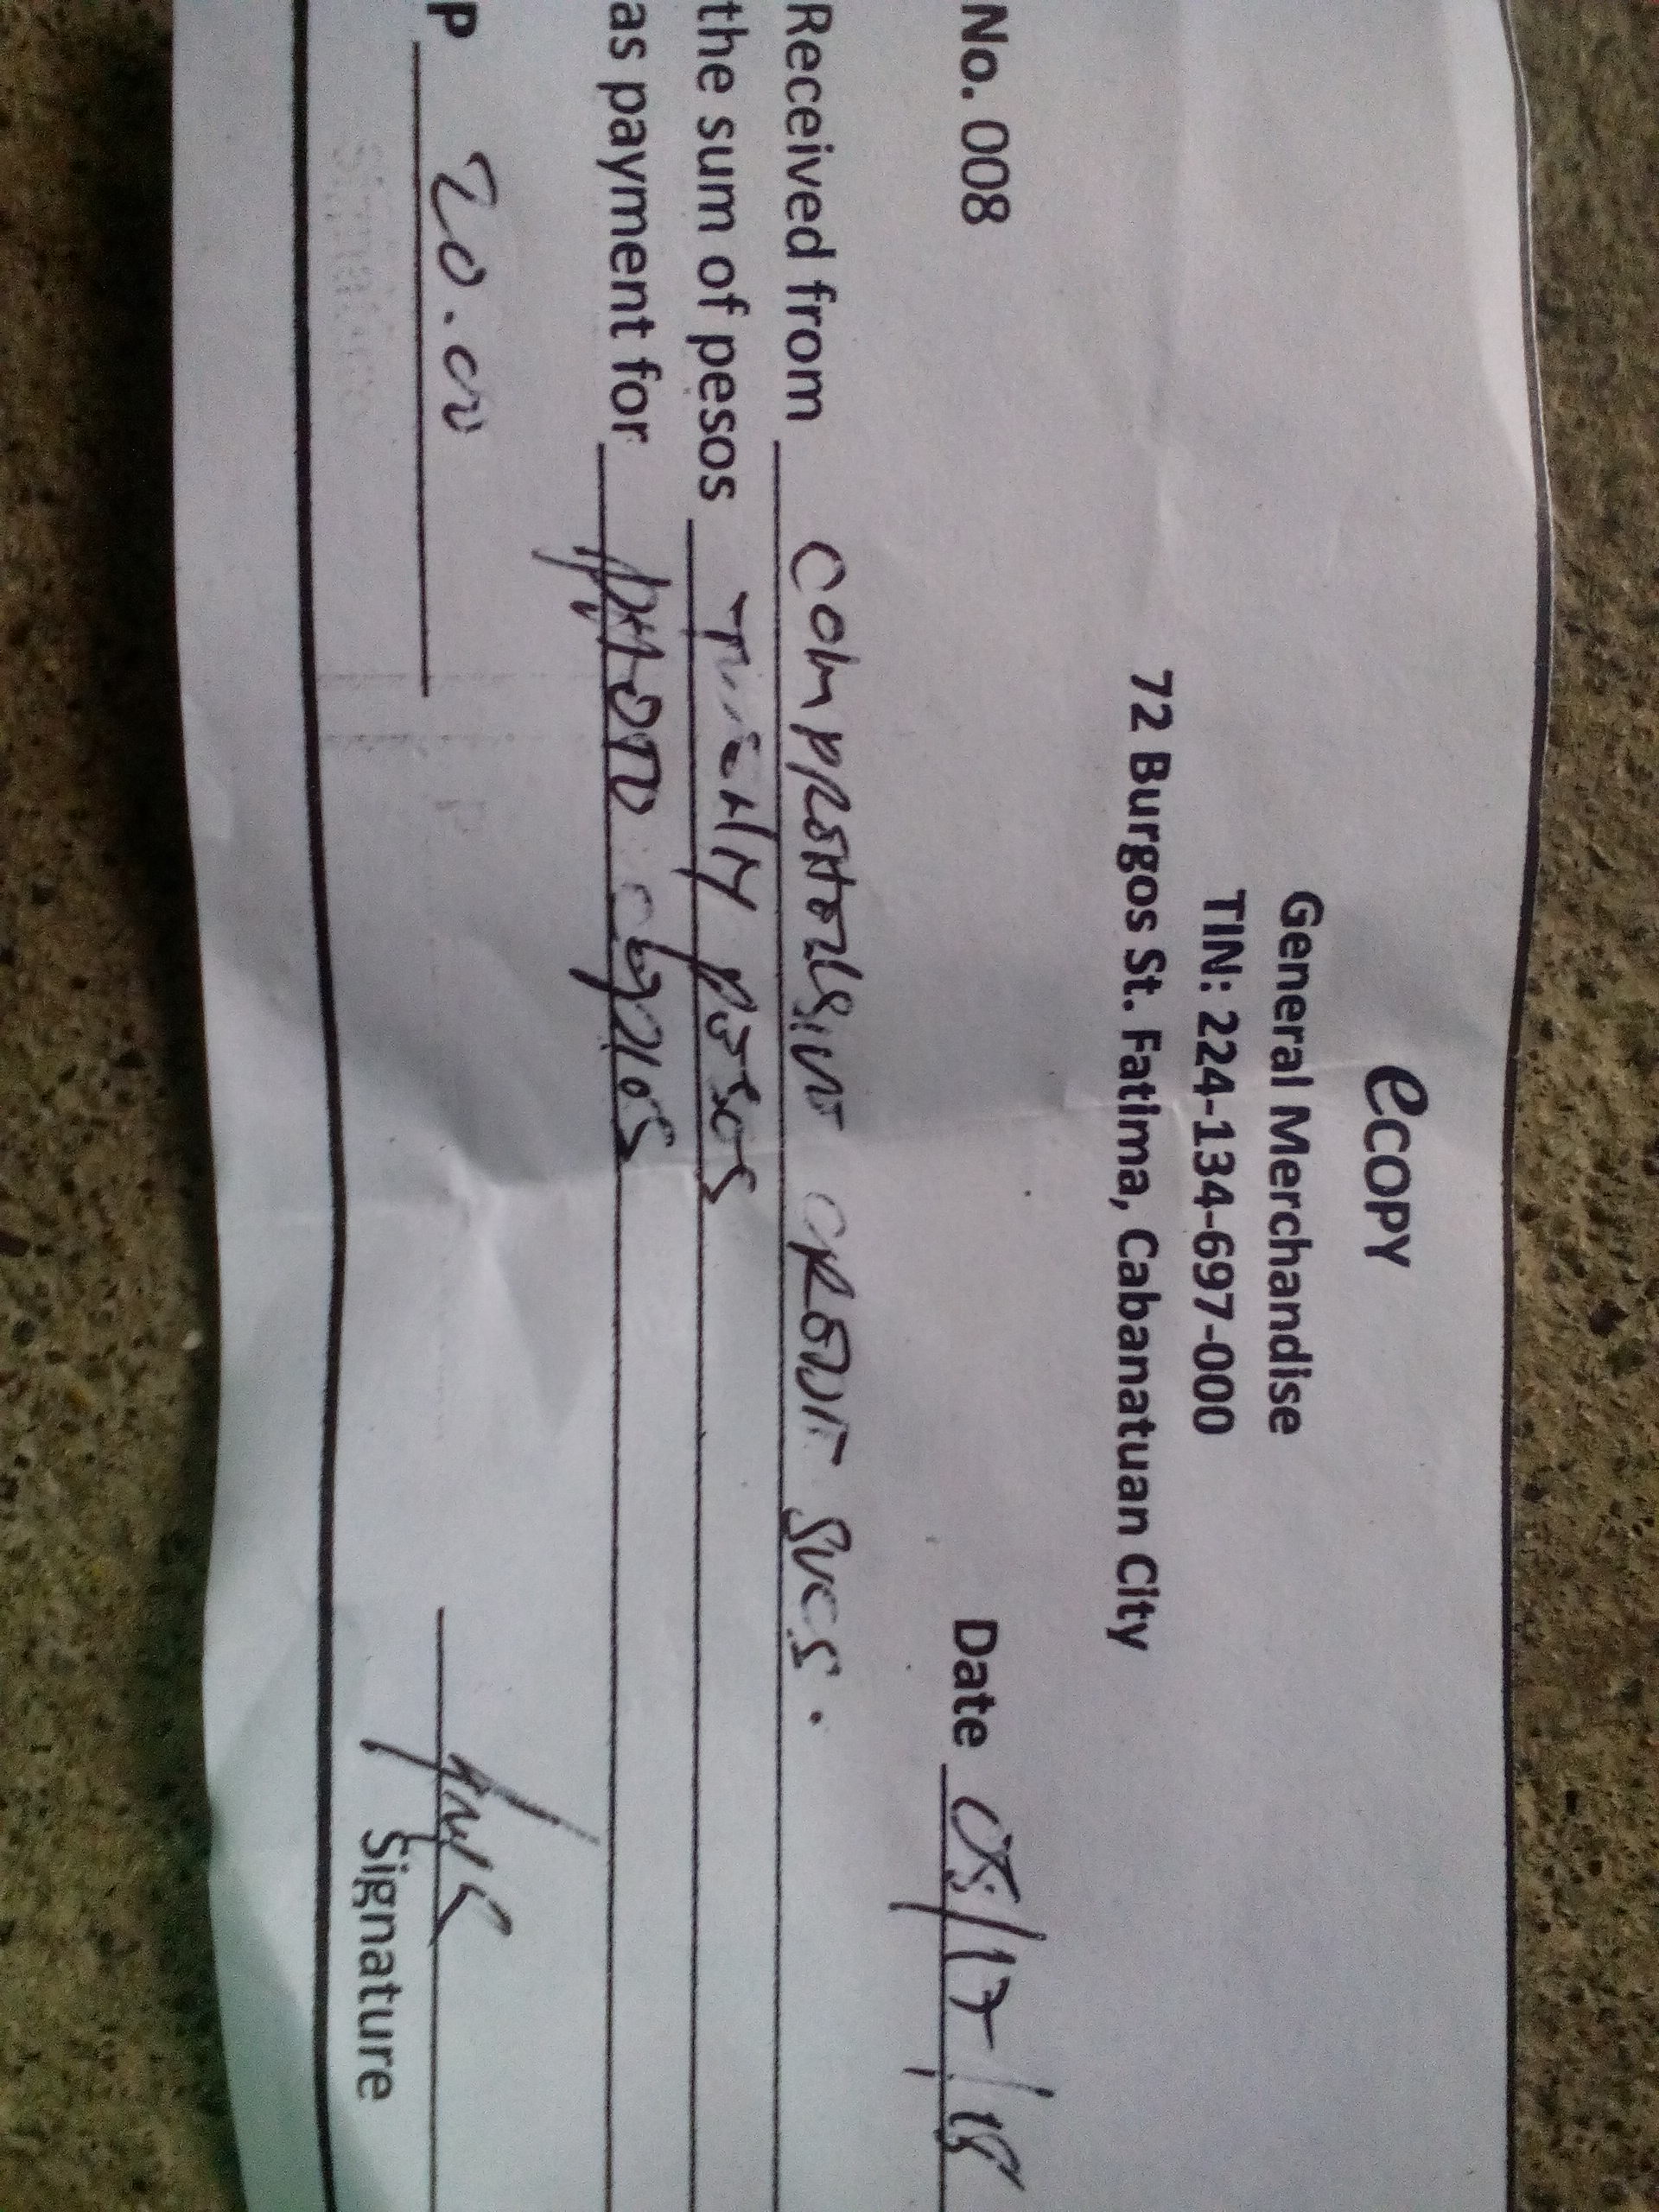 eCOPY
General Merchandise
TIN: 224-134-697-000
72 Burgos St. Fatima, Cabanatuan City
No. 008 Date 05/17/18
Received from COMPREHENSIVE CREDIT SVCS.
the sum of pesos TWENTY PESOS
as payment for PHOTO COPIES
P 20.00
Signature